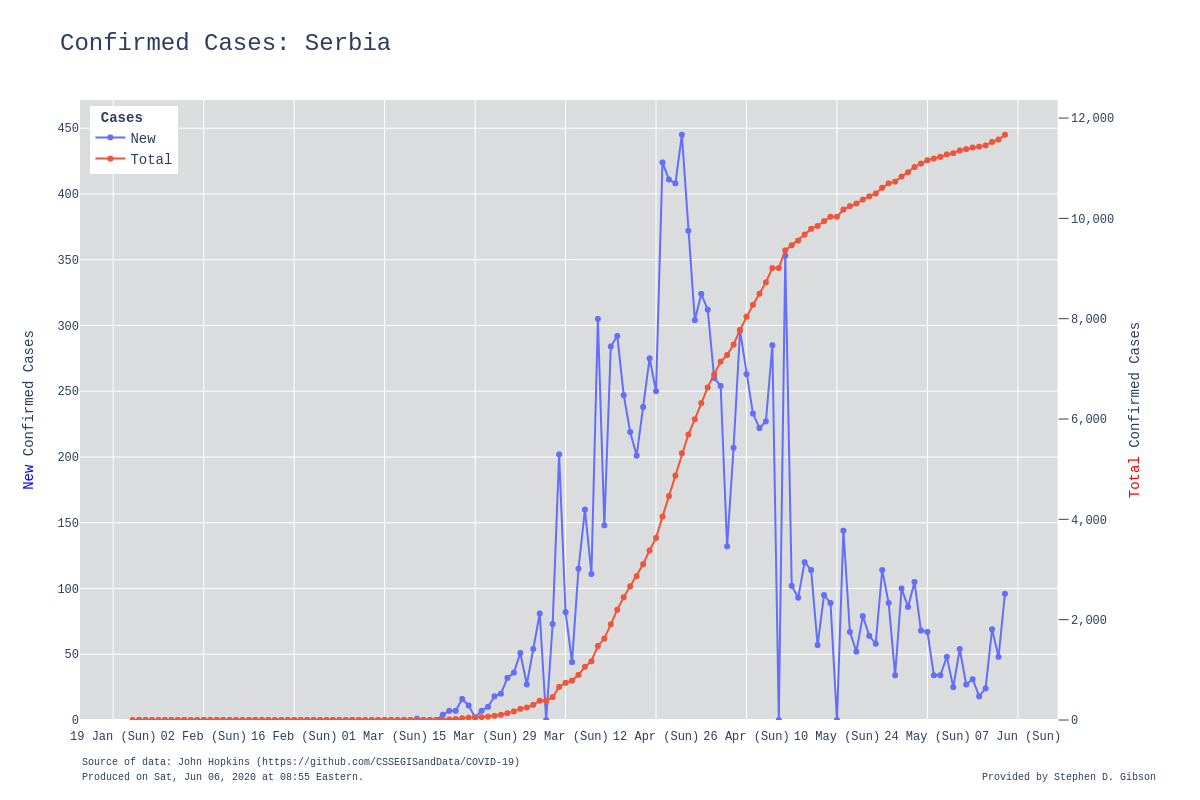 Confirmed Cases: Serbia
Cases
New
Total
450
400
350
300
250
200
150
100
50
0
New Confirmed Cases
12,000
10,000
8,000
6,000
4,000
2,000
0
Total Confirmed Cases
19 Jan (Sun) 02 Feb (Sun) 16 Feb (Sun) 01 Mar (Sun) 15 Mar (Sun) 29 Mar (Sun) 12 Apr (Sun) 26 Apr (Sun) 10 May (Sun) 24 May (Sun) 07 Jun (Sun)
Source of data: John Hopkins (https://github.com/CSSEGISandData/COVID-19)
Produced on Sat, Jun 06, 2020 at 08:55 Eastern.
Provided by Stephen D. Gibson